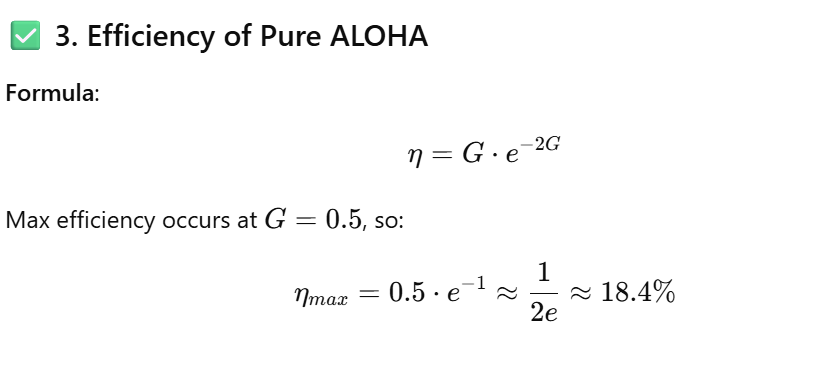 ✅ 3. Efficiency of Pure ALOHA
Formula:
η = G · e^{−2G}
Max efficiency occurs at G = 0.5, so:
η_{max} = 0.5 · e^{−1} ≈ \frac{1}{2e} ≈ 18.4%